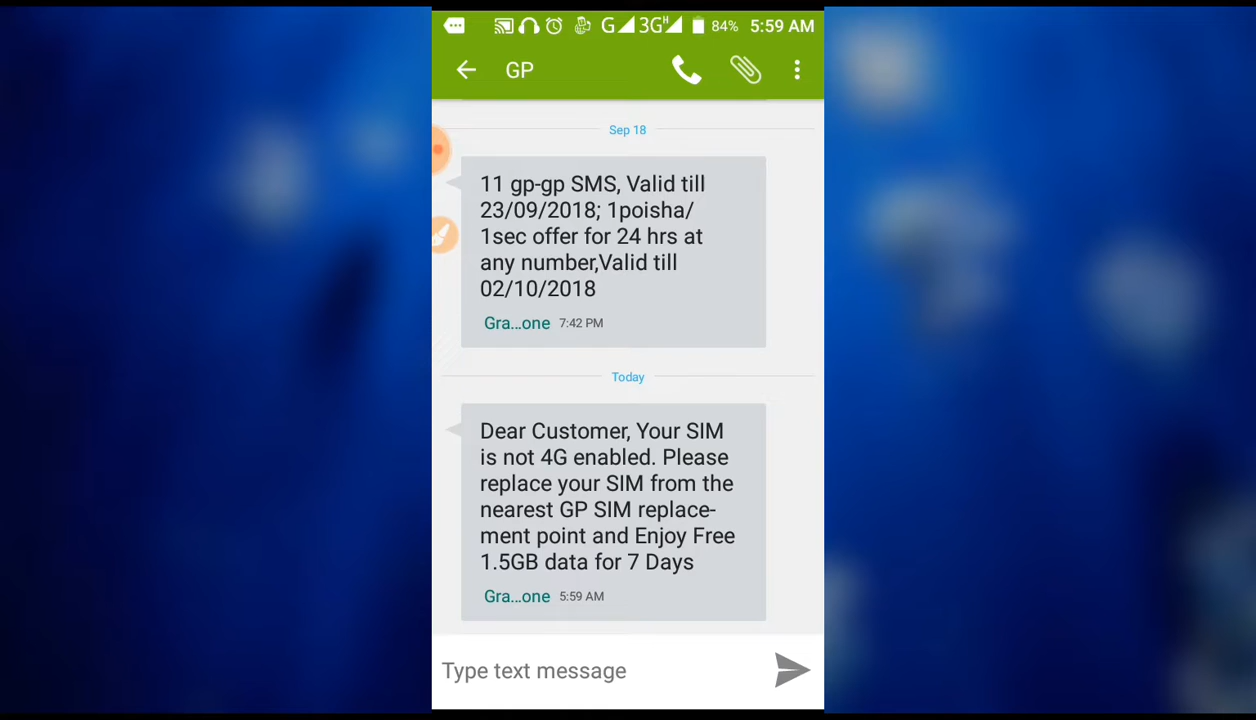 G 3G H 84% 5:59 AM
GP
Sep 18
11 gp-gp SMS, Valid till
23/09/2018; 1poisha/
1sec offer for 24 hrs at
any number,Valid till
02/10/2018
Gra...one 7:42 PM
Today
Dear Customer, Your SIM
is not 4G enabled. Please
replace your SIM from the
nearest GP SIM replace-
ment point and Enjoy Free
1.5GB data for 7 Days
Gra...one 5:59 AM
Type text message